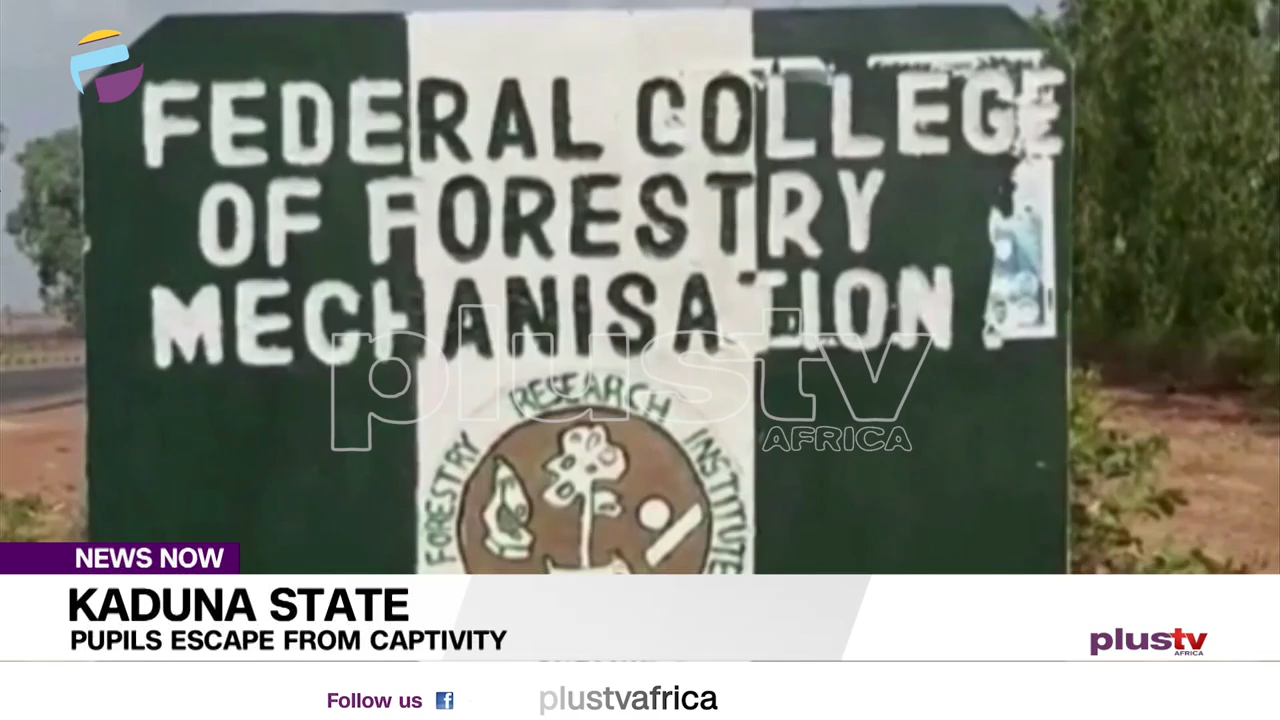 FEDERAL COLLEGE
OF FORESTRY
MECHANISATION
plustv
AFRICA
FORESTRY RESEARCH INSTITUTE
NEWS NOW
KADUNA STATE
PUPILS ESCAPE FROM CAPTIVITY
plustv
AFRICA
Follow us
plustvafrica